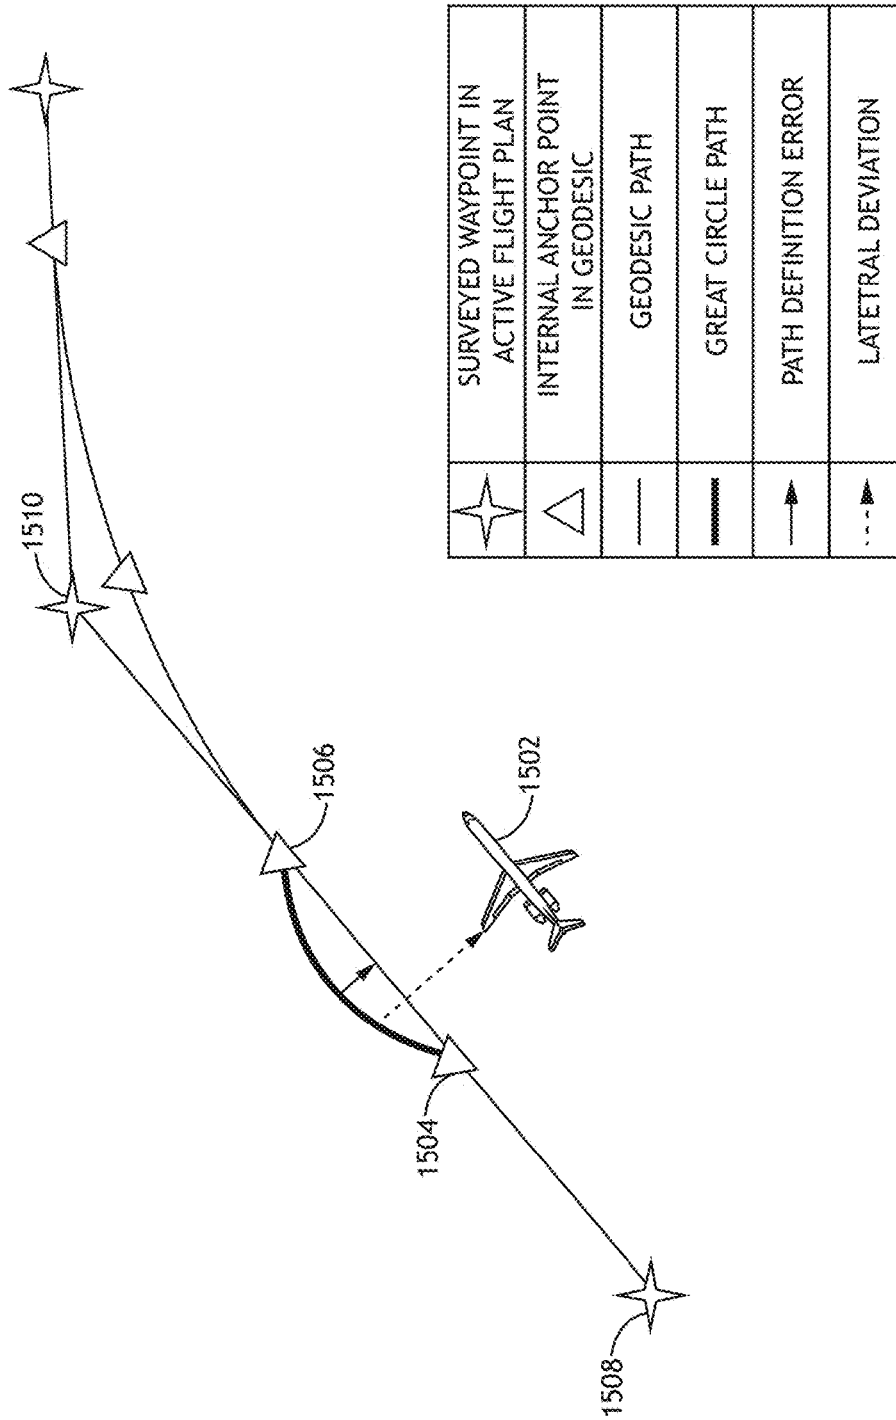 1510
1506
1502
1504
1508
SURVEYED WAYPOINT IN
ACTIVE FLIGHT PLAN
INTERNAL ANCHOR POINT
IN GEODESIC
GEODESIC PATH
GREAT CIRCLE PATH
PATH DEFINITION ERROR
LATETRAL DEVIATION